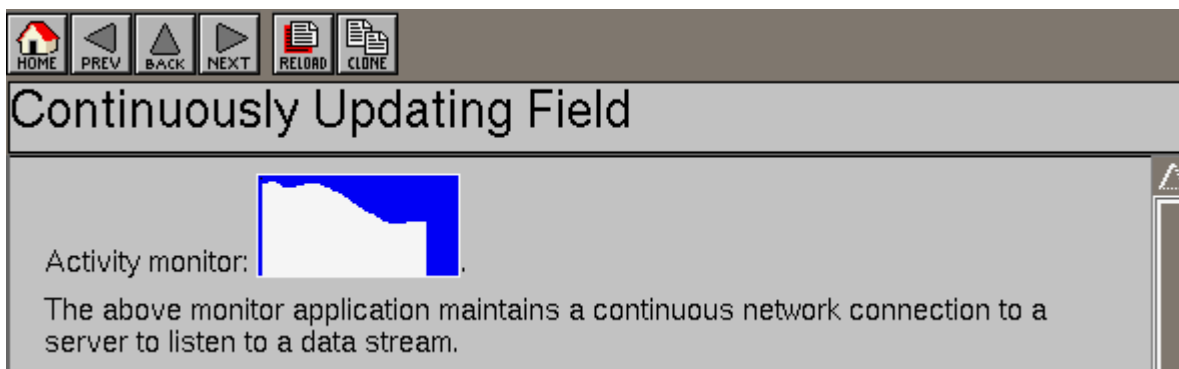 HOME PREV BACK NEXT RELOAD CLONE
Continuously Updating Field
Activity monitor: .
The above monitor application maintains a continuous network connection to a
server to listen to a data stream.